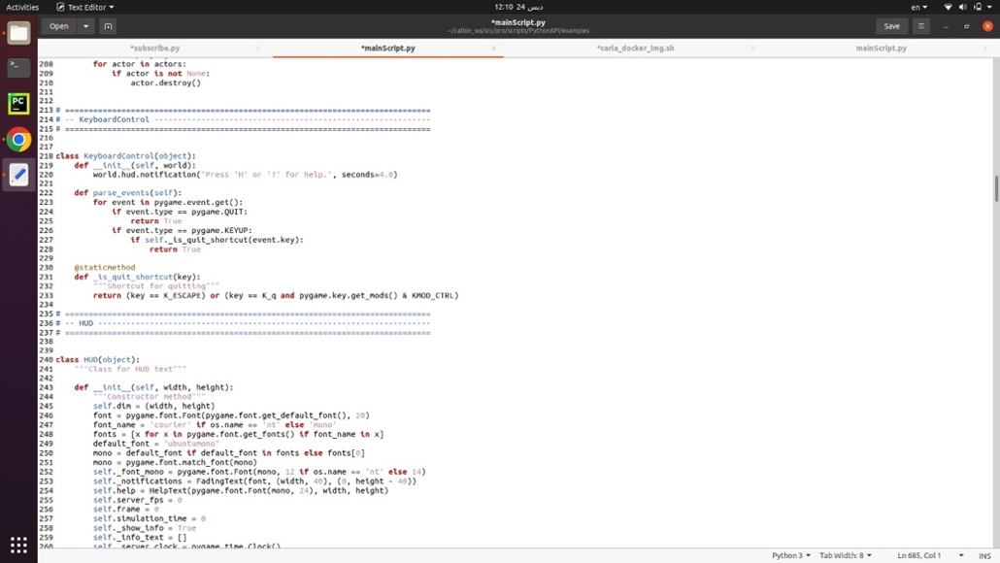 Activities
Text Editor
دبس 24 12:10
en
Open
*mainScript.py
~/catkin_ws/src/pro/scripts/PythonAPI/examples
Save
*subscribe.py
*mainScript.py
*carla_docker_img.sh
mainScript.py
208         for actor in actors:
209             if actor is not None:
210                 actor.destroy()
211
212
213 # ==============================================================================
214 # -- KeyboardControl -----------------------------------------------------------
215 # ==============================================================================
216
217
218 class KeyboardControl(object):
219     def __init__(self, world):
220         world.hud.notification("Press 'H' or '?' for help.", seconds=4.0)
221
222     def parse_events(self):
223         for event in pygame.event.get():
224             if event.type == pygame.QUIT:
225                 return True
226             if event.type == pygame.KEYUP:
227                 if self._is_quit_shortcut(event.key):
228                     return True
229
230     @staticmethod
231     def _is_quit_shortcut(key):
232         """Shortcut for quitting"""
233         return (key == K_ESCAPE) or (key == K_q and pygame.key.get_mods() & KMOD_CTRL)
234
235 # ==============================================================================
236 # -- HUD -----------------------------------------------------------------------
237 # ==============================================================================
238
239
240 class HUD(object):
241     """Class for HUD text"""
242
243     def __init__(self, width, height):
244         """Constructor method"""
245         self.dim = (width, height)
246         font = pygame.font.Font(pygame.font.get_default_font(), 20)
247         font_name = 'courier' if os.name == 'nt' else 'mono'
248         fonts = [x for x in pygame.font.get_fonts() if font_name in x]
249         default_font = 'ubuntumono'
250         mono = default_font if default_font in fonts else fonts[0]
251         mono = pygame.font.match_font(mono)
252         self._font_mono = pygame.font.Font(mono, 12 if os.name == 'nt' else 14)
253         self._notifications = FadingText(font, (width, 40), (0, height - 40))
254         self.help = HelpText(pygame.font.Font(mono, 24), width, height)
255         self.server_fps = 0
256         self.frame = 0
257         self.simulation_time = 0
258         self._show_info = True
259         self._info_text = []
260         self._server_clock = pygame.time.Clock()
Python 3
Tab Width: 8
Ln 685, Col 1
INS